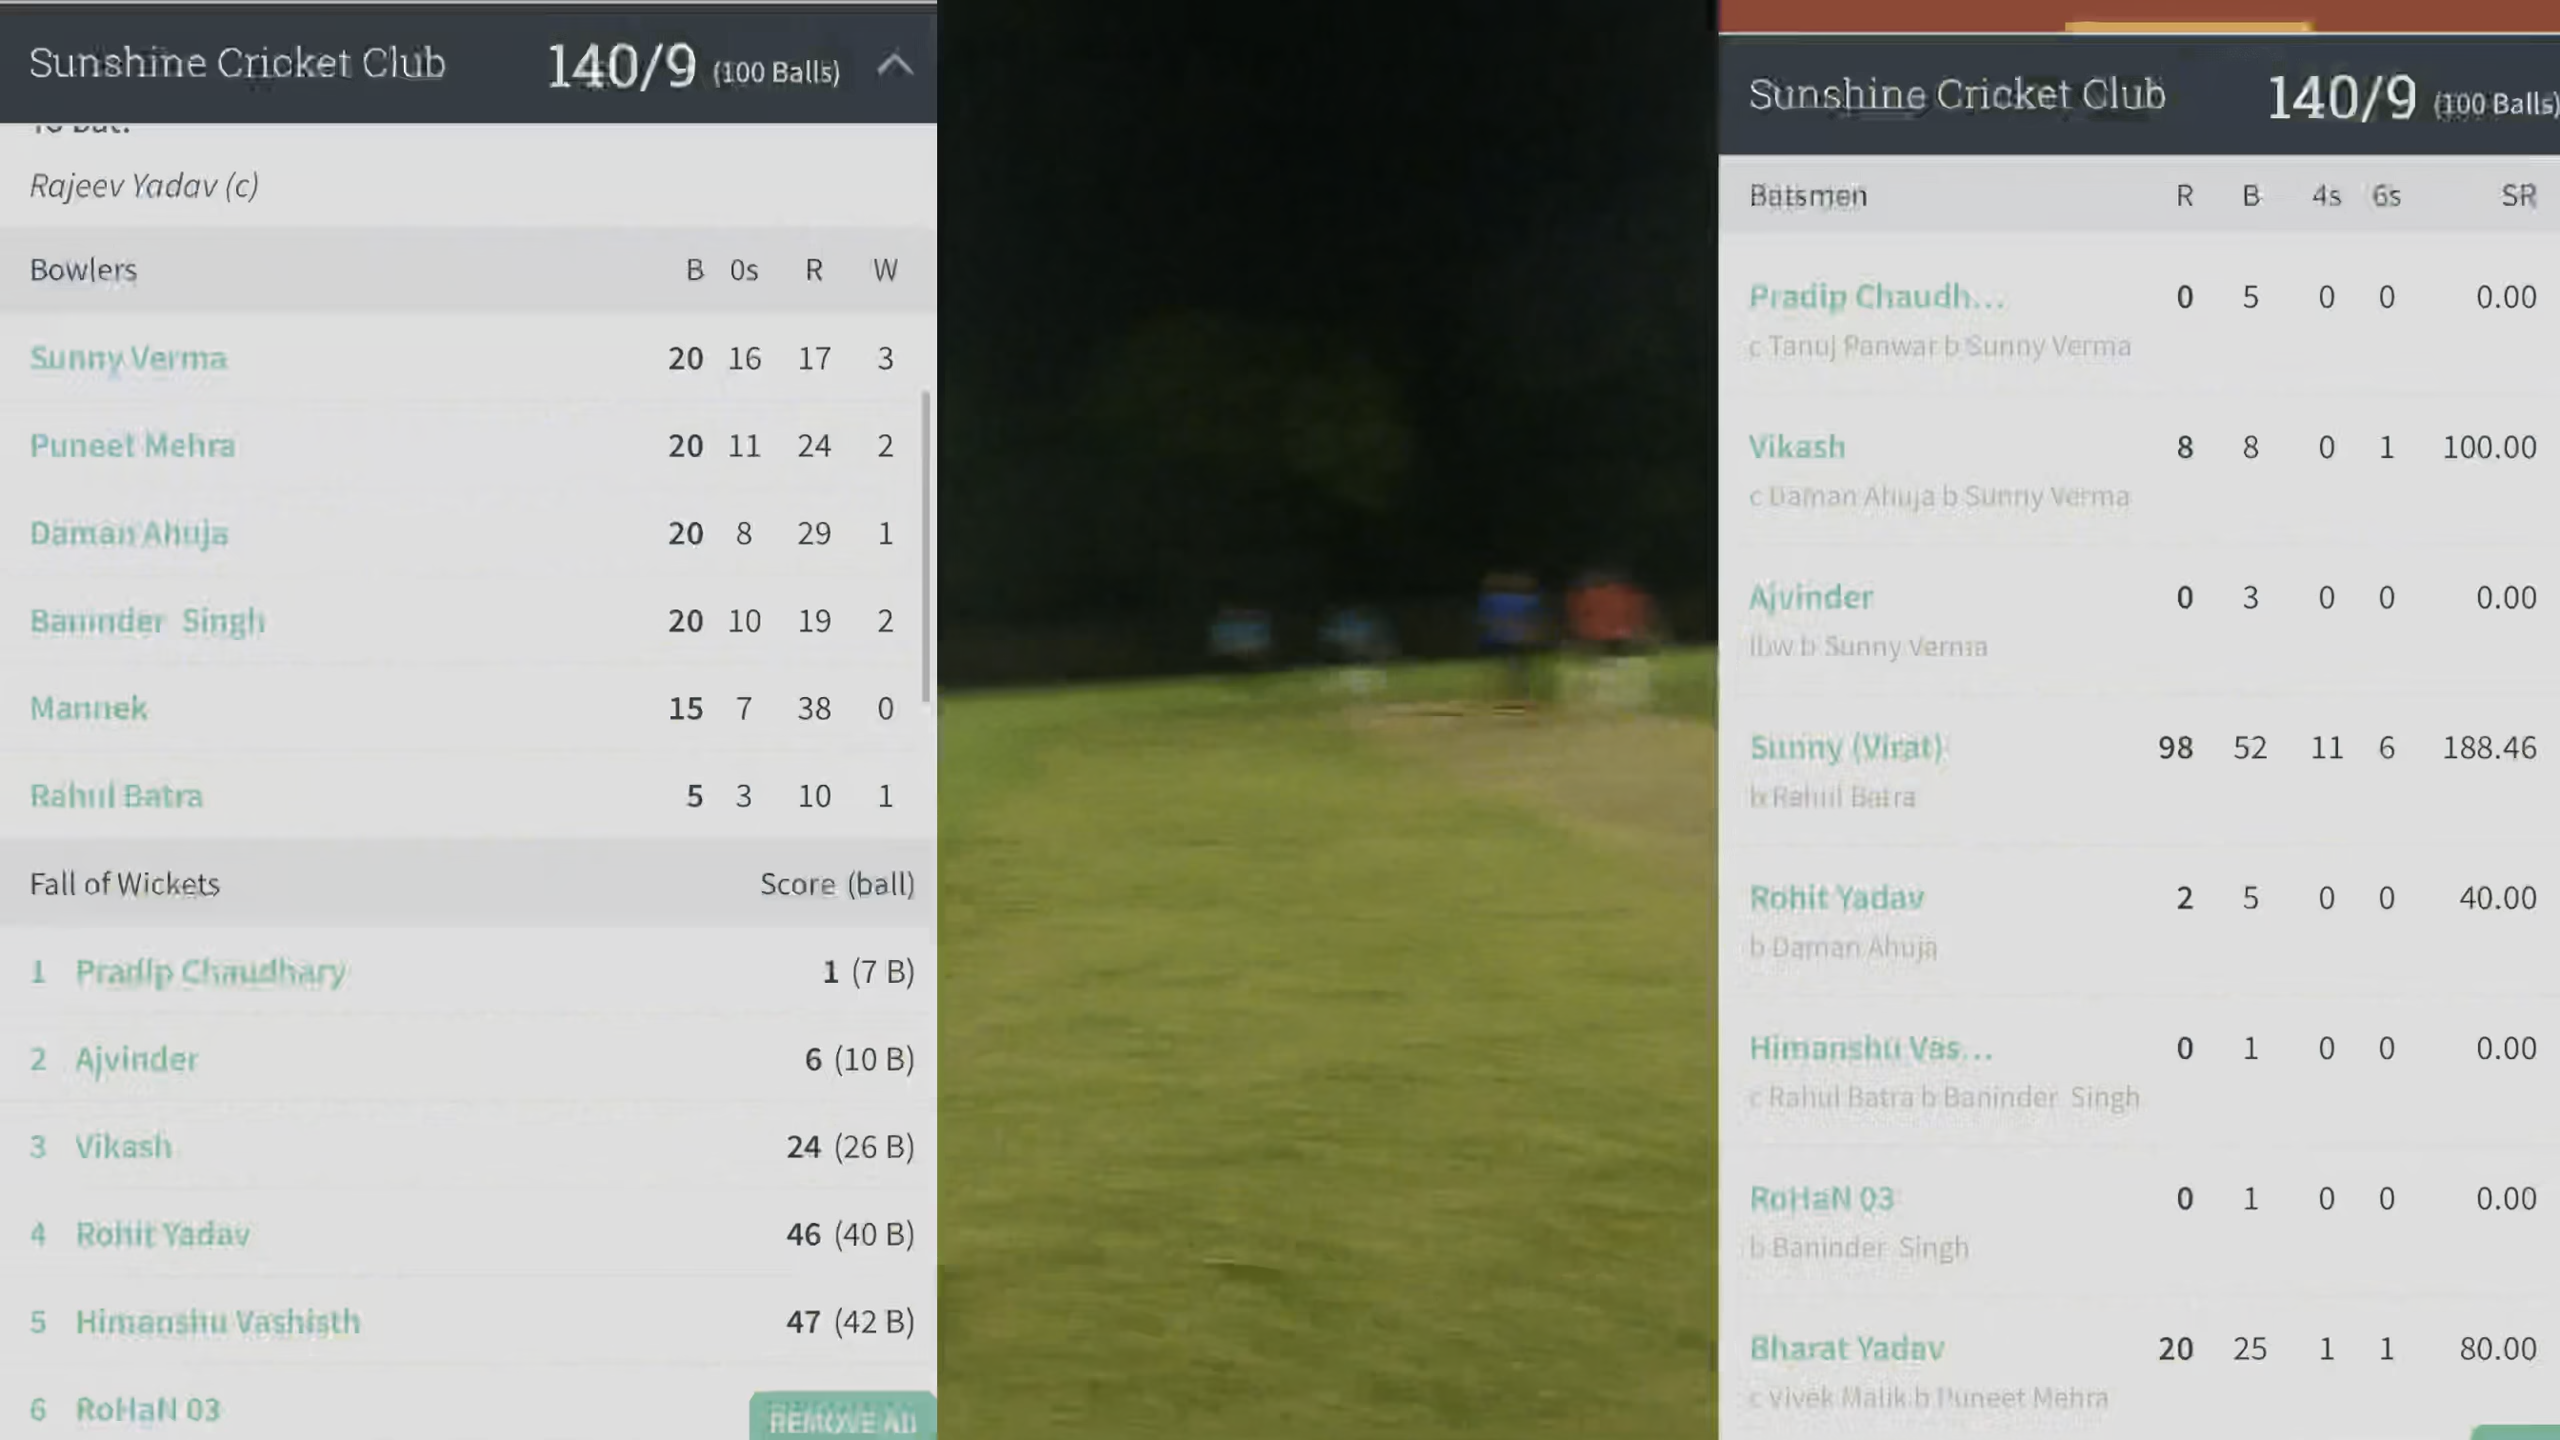 Sunshine Cricket Club 140/9 (100 Balls)
Rajeev Yadav (c)
Bowlers B 0s R W
Sunny Verma 20 16 17 3
Puneet Mehra 20 11 24 2
Daman Ahuja 20 8 29 1
Baninder Singh 20 10 19 2
Mannek 15 7 38 0
Rahul Batra 5 3 10 1
Fall of Wickets Score (ball)
1 Pradip Chaudhary 1 (7 B)
2 Ajvinder 6 (10 B)
3 Vikash 24 (26 B)
4 Rohit Yadav 46 (40 B)
5 Himanshu Vashisth 47 (42 B)
6 RoHaN 03
REMOVE AD
Sunshine Cricket Club 140/9 (100 Balls)
Batsmen R B 4s 6s SR
Pradip Chaudh... 0 5 0 0 0.00
c Tanuj Panwar b Sunny Verma
Vikash 8 8 0 1 100.00
c Daman Ahuja b Sunny Verma
Ajvinder 0 3 0 0 0.00
lbw b Sunny Verma
Sunny (Virat) 98 52 11 6 188.46
b Rahul Batra
Rohit Yadav 2 5 0 0 40.00
b Daman Ahuja
Himanshu Vas... 0 1 0 0 0.00
c Rahul Batra b Baninder Singh
RoHaN 03 0 1 0 0 0.00
b Baninder Singh
Bharat Yadav 20 25 1 1 80.00
c Vivek Malik b Puneet Mehra